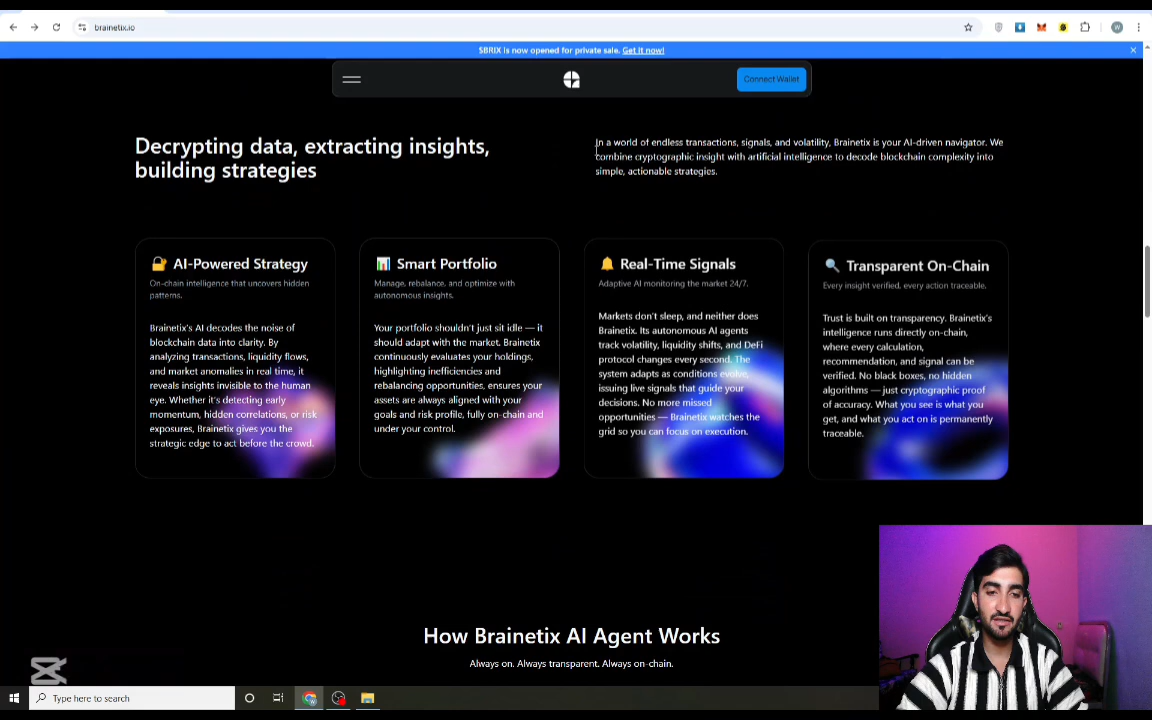 brainetix.io
W
$BRIX is now opened for private sale. Get it now!
Connect Wallet
Decrypting data, extracting insights,
building strategies
In a world of endless transactions, signals, and volatility, Brainetix is your AI-driven navigator. We
combine cryptographic insight with artificial intelligence to decode blockchain complexity into
simple, actionable strategies.
AI-Powered Strategy
On-chain intelligence that uncovers hidden
patterns.
Brainetix's AI decodes the noise of
blockchain data into clarity. By
analyzing transactions, liquidity flows,
and market anomalies in real time, it
reveals insights invisible to the human
eye. Whether it's detecting early
momentum, hidden correlations, or risk
exposures, Brainetix gives you the
strategic edge to act before the crowd.
Smart Portfolio
Manage, rebalance, and optimize with
autonomous insights.
Your portfolio shouldn't just sit idle — it
should adapt with the market. Brainetix
continuously evaluates your holdings,
highlighting inefficiencies and
rebalancing opportunities, ensures your
assets are always aligned with your
goals and risk profile, fully on-chain and
under your control.
Real-Time Signals
Adaptive AI monitoring the market 24/7.
Markets don't sleep, and neither does
Brainetix. Its autonomous AI agents
track volatility, liquidity shifts, and DeFi
protocol changes every second. The
system adapts as conditions evolve,
issuing live signals that guide your
decisions. No more missed
opportunities — Brainetix watches the
grid so you can focus on execution.
Transparent On-Chain
Every insight verified, every action traceable.
Trust is built on transparency. Brainetix's
intelligence runs directly on-chain,
where every calculation,
recommendation, and signal can be
verified. No black boxes, no hidden
algorithms — just cryptographic proof
of accuracy. What you see is what you
get, and what you act on is permanently
traceable.
How Brainetix AI Agent Works
Always on. Always transparent. Always on-chain.
Type here to search